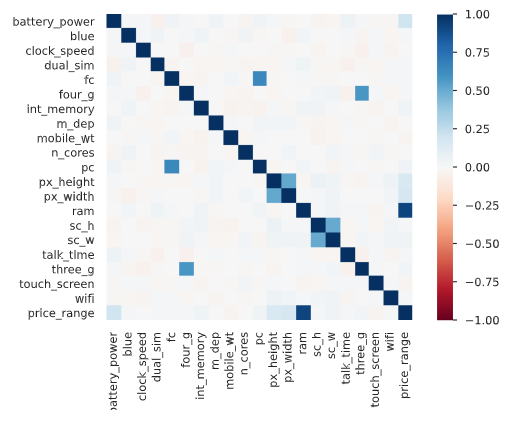 battery_power
blue
clock_speed
dual_sim
fc
four_g
int_memory
m_dep
mobile_wt
n_cores
pc
px_height
px_width
ram
sc_h
sc_w
talk_time
three_g
touch_screen
wifi
price_range
battery_power
blue
clock_speed
dual_sim
fc
four_g
int_memory
m_dep
mobile_wt
n_cores
pc
px_height
px_width
ram
sc_h
sc_w
talk_time
three_g
touch_screen
wifi
price_range
1.00
0.75
0.50
0.25
0.00
−0.25
−0.50
−0.75
−1.00